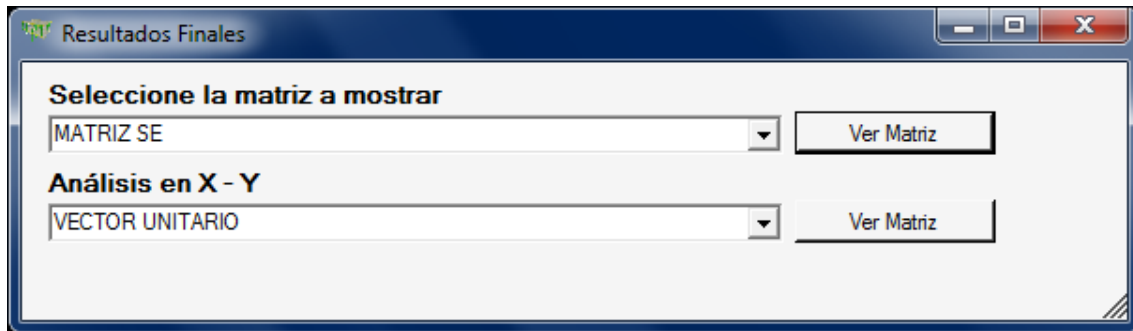 Resultados Finales
Seleccione la matriz a mostrar
MATRIZ SE
Ver Matriz
Análisis en X - Y
VECTOR UNITARIO
Ver Matriz